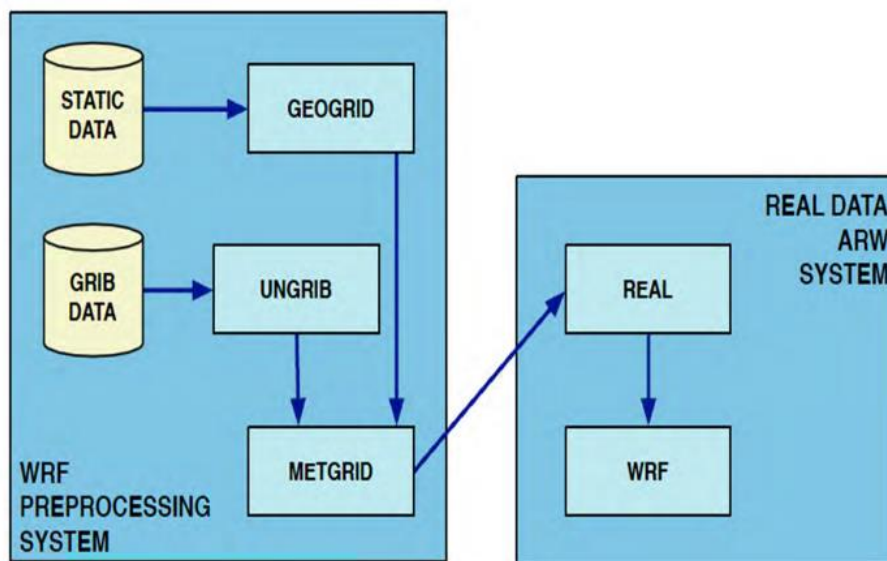 STATIC
DATA
GEOGRID
GRIB
DATA
UNGRIB
METGRID
WRF
PREPROCESSING
SYSTEM
REAL DATA
ARW
SYSTEM
REAL
WRF